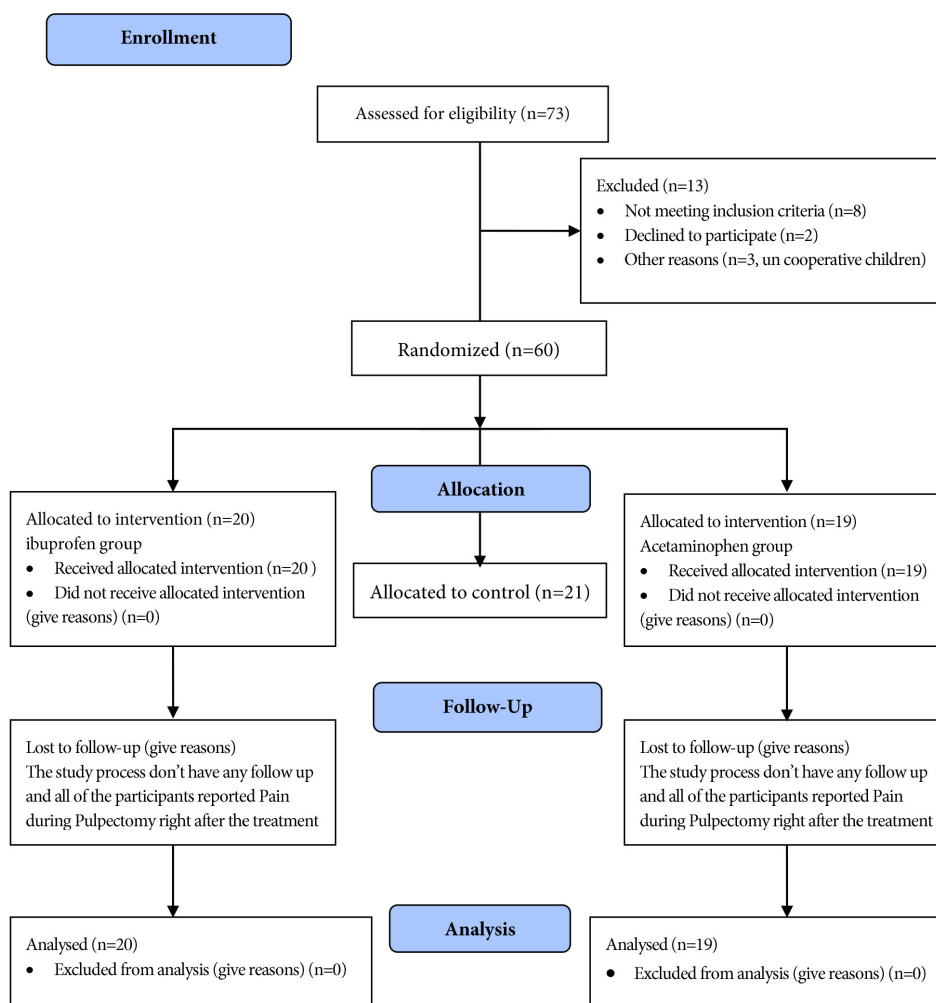 Enrollment
Assessed for eligibility (n=73)
Excluded (n=13)
• Not meeting inclusion criteria (n=8)
• Declined to participate (n=2)
• Other reasons (n=3, un cooperative children)
Randomized (n=60)
Allocation
Allocated to intervention (n=20)
ibuprofen group
• Received allocated intervention (n=20 )
• Did not receive allocated intervention
(give reasons) (n=0)
Allocated to control (n=21)
Allocated to intervention (n=19)
Acetaminophen group
• Received allocated intervention (n=19)
• Did not receive allocated intervention
(give reasons) (n=0)
Follow-Up
Lost to follow-up (give reasons)
The study process don’t have any follow up
and all of the participants reported Pain
during Pulpectomy right after the treatment
Lost to follow-up (give reasons)
The study process don’t have any follow up
and all of the participants reported Pain
during Pulpectomy right after the treatment
Analysis
Analysed (n=20)
• Excluded from analysis (give reasons) (n=0)
Analysed (n=19)
• Excluded from analysis (give reasons) (n=0)